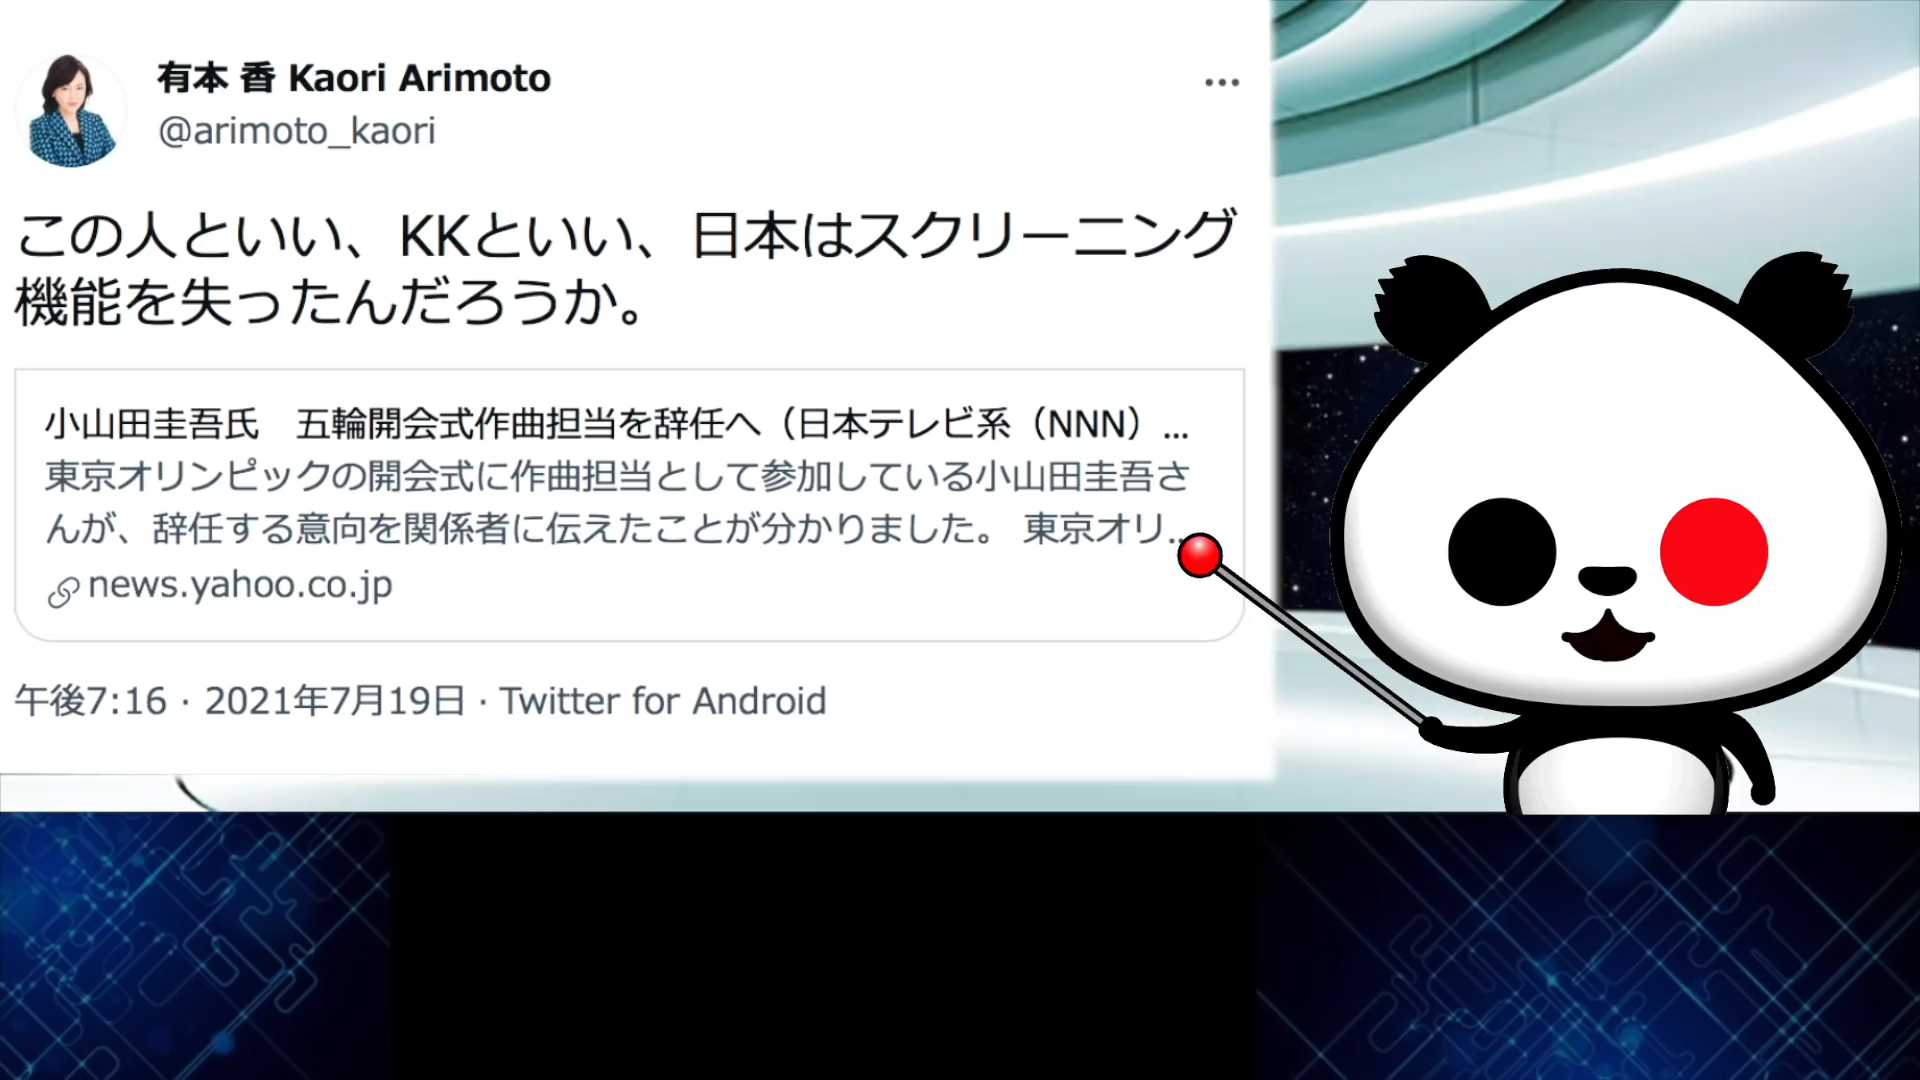 有本 香 Kaori Arimoto
@arimoto_kaori
この人といい、KKといい、日本はスクリーニング
機能を失ったんだろうか。
小山田圭吾氏　五輪開会式作曲担当を辞任へ（日本テレビ系（NNN）...
東京オリンピックの開会式に作曲担当として参加している小山田圭吾さ
んが、辞任する意向を関係者に伝えたことが分かりました。 東京オリ...
news.yahoo.co.jp
午後7:16 · 2021年7月19日 · Twitter for Android